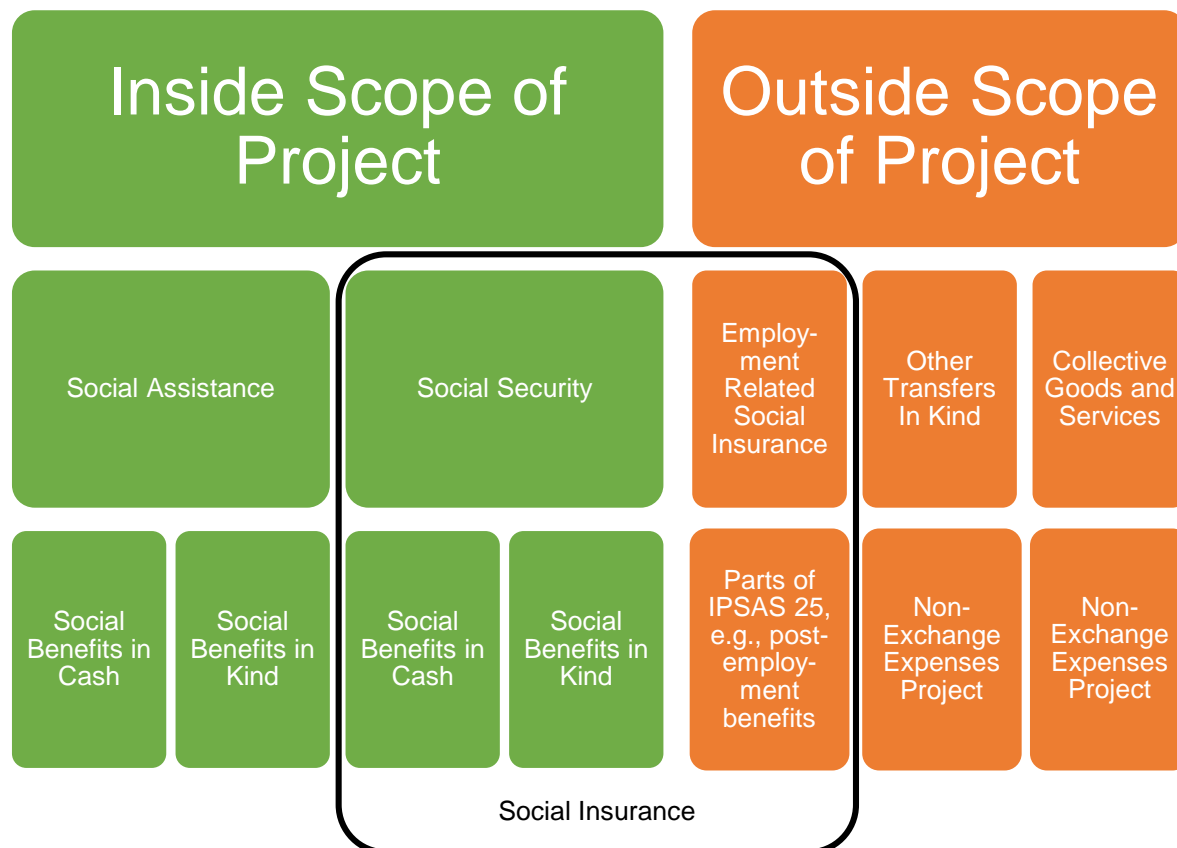 Inside Scope of
Project
Outside Scope
of Project
Social Assistance
Social Security
Employ-
ment
Related
Social
Insurance
Other
Transfers
In Kind
Collective
Goods and
Services
Social
Benefits in
Cash
Social
Benefits in
Kind
Social
Benefits in
Cash
Social
Benefits in
Kind
Parts of
IPSAS 25,
e.g., post-
employ-
ment
benefits
Non-
Exchange
Expenses
Project
Non-
Exchange
Expenses
Project
Social Insurance